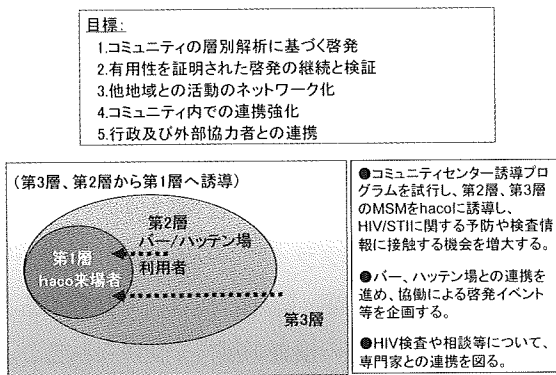 目標:
1.コミュニティの層別解析に基づく啓発
2.有用性を証明された啓発の継続と検証
3.他地域との活動のネットワーク化
4.コミュニティ内での連携強化
5.行政及び外部協力者との連携
(第3層、第2層から第1層へ誘導)
第2層
バー/ハッテン場
利用者
第1層
haco来場者
第3層
●コミュニティセンター誘導プロ
グラムを試行し、第2層、第3層
のMSMをhacoに誘導し、
HIV/STIに関する予防や検査情
報に接触する機会を増大する。
●バー、ハッテン場との連携を
進め、協働による啓発イベント
等を企画する。
●HIV検査や相談等について、
専門家との連携を図る。